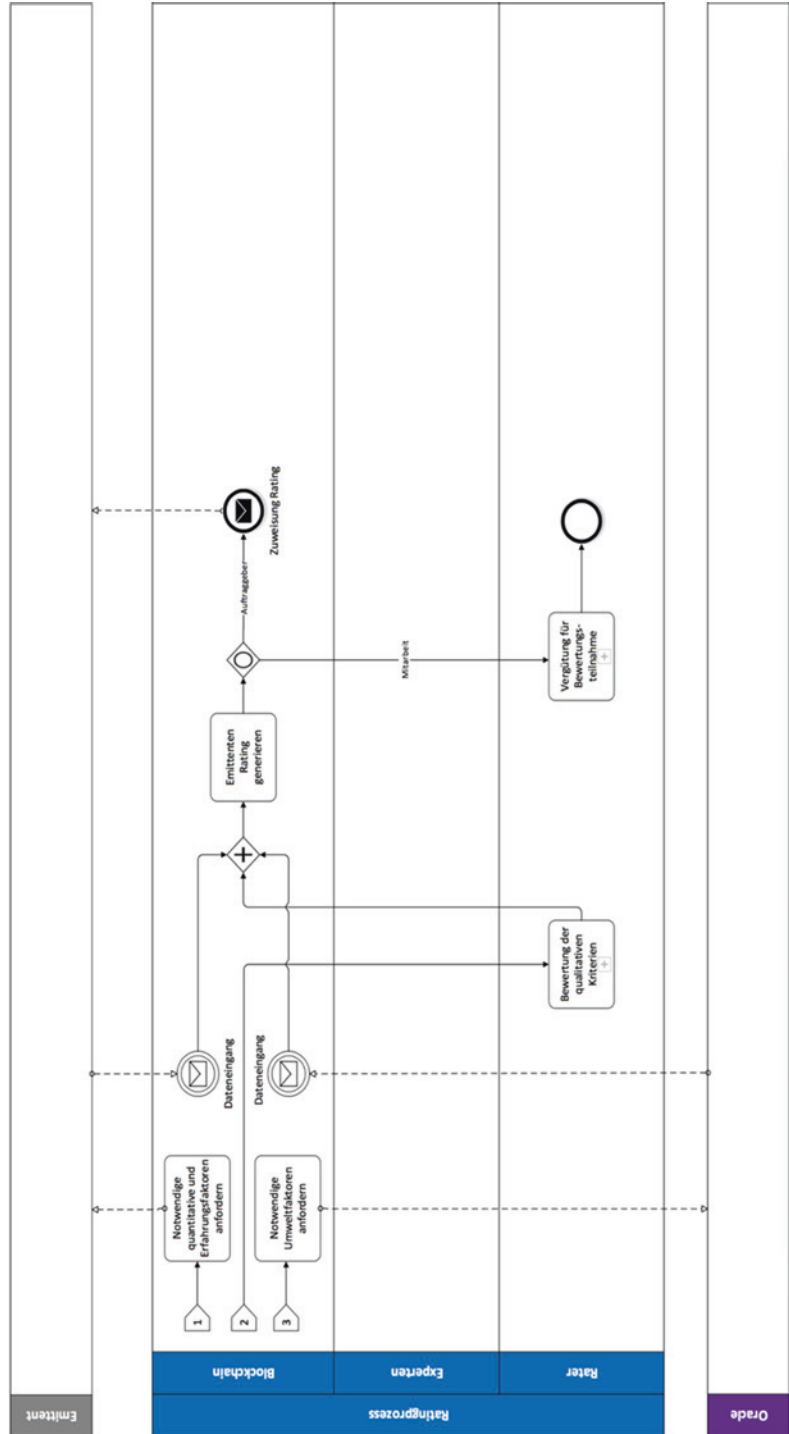 Emittent
Ratingprozess
Blockchain
Experten
Rater
Oracle
1
2
3
Notwendige
quantitative und
Erfahrungsfaktoren
anfordern
Notwendige
Umweltfaktoren
anfordern
Dateneingang
Dateneingang
Bewertung der
qualitativen
Kriterien
Emittenten
Rating
generieren
Auftraggeber
Mitarbeit
Zuweisung Rating
Vergütung für
Bewertungs-
teilnahme